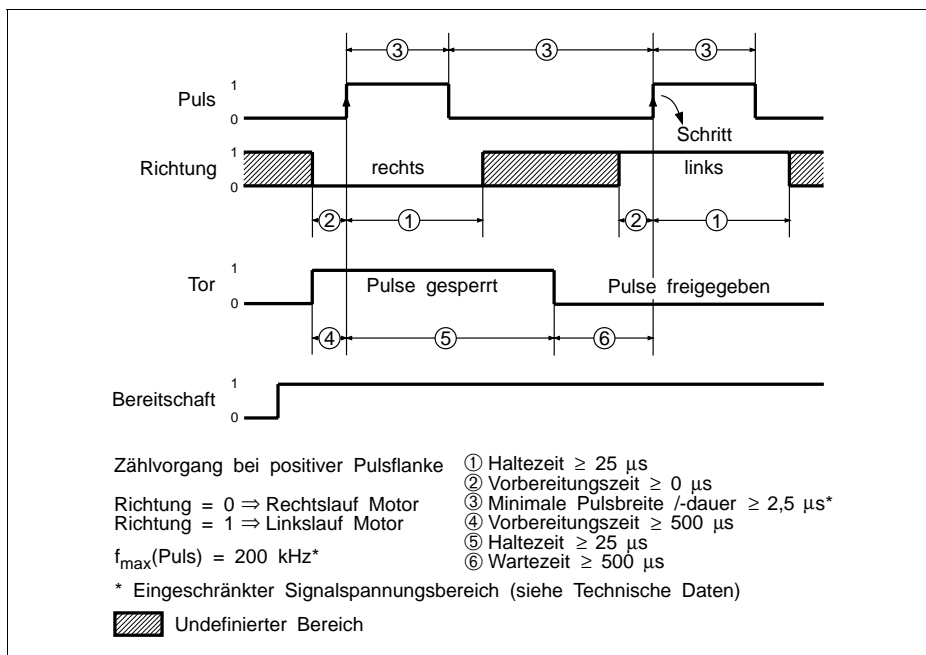 ③ ③ ③
Puls 1 0
Schritt
Richtung 1 0 rechts links
② ① ② ①
Tor 1 0 Pulse gesperrt Pulse freigegeben
④ ⑤ ⑥
Bereitschaft 1 0
Zählvorgang bei positiver Pulsflanke
Richtung = 0 ⇒ Rechtslauf Motor
Richtung = 1 ⇒ Linkslauf Motor
fmax(Puls) = 200 kHz*
① Haltezeit ≥ 25 μs
② Vorbereitungszeit ≥ 0 μs
③ Minimale Pulsbreite /-dauer ≥ 2,5 μs*
④ Vorbereitungszeit ≥ 500 μs
⑤ Haltezeit ≥ 25 μs
⑥ Wartezeit ≥ 500 μs
* Eingeschränkter Signalspannungsbereich (siehe Technische Daten)
Undefinierter Bereich